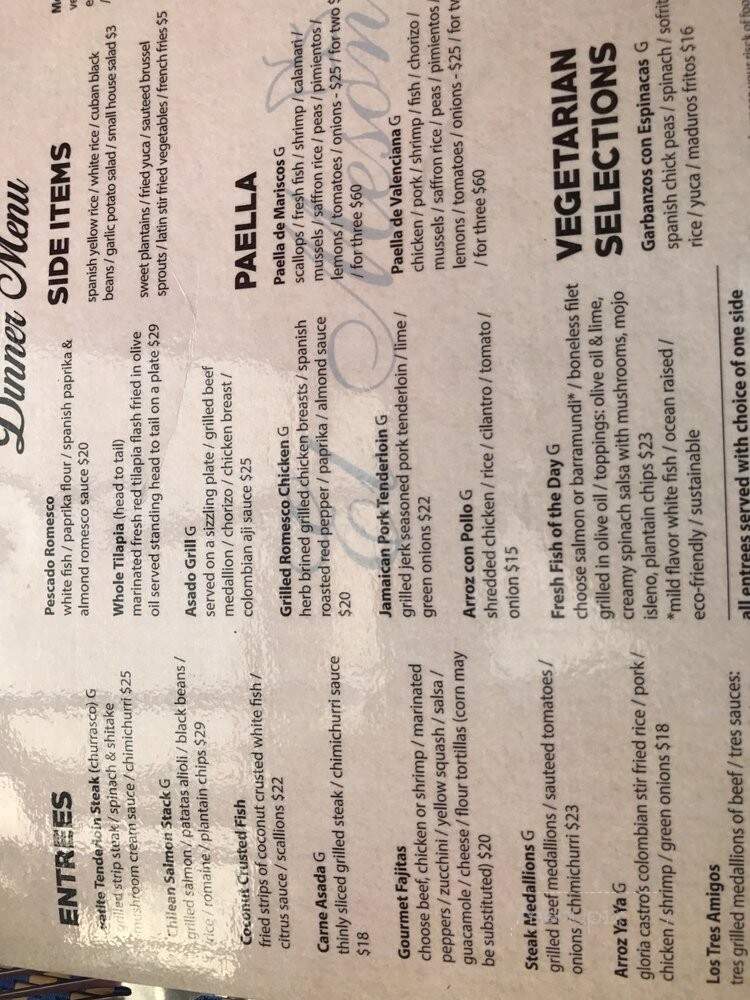 Dinner Menu
ENTREES
Petite Tenderloin Steak (churrasco) G
grilled strip steak / spinach & shitake
mushroom cream sauce / chimichurri $25
Chilean Salmon Stack G
grilled salmon / patatas alioli / black beans /
rice / romaine / plantain chips $29
Coconut Crusted Fish
fried strips of coconut crusted white fish /
citrus sauce / scallions $22
Carne Asada G
thinly sliced grilled steak / chimichurri sauce
$18
Gourmet Fajitas
choose beef, chicken or shrimp / marinated
peppers / zucchini / yellow squash / salsa /
guacamole / cheese / flour tortillas (corn may
be substituted) $20
Steak Medallions G
grilled beef medallions / sauteed tomatoes /
onions / chimichurri $23
Arroz Ya Ya G
gloria castro's colombian stir fried rice / pork /
chicken / shrimp / green onions $18
Los Tres Amigos
tres grilled medallions of beef / tres sauces:
Pescado Romesco
white fish / paprika flour / spanish paprika &
almond romesco sauce $20
Whole Tilapia (head to tail)
marinated fresh red tilapia flash fried in olive
oil served standing head to tail on a plate $29
Asado Grill G
served on a sizzling plate / grilled beef
medallion / chorizo / chicken breast /
colombian aji sauce $25
Grilled Romesco Chicken G
herb brined grilled chicken breasts / spanish
roasted red pepper / paprika / almond sauce
$20
Jamaican Pork Tenderloin G
grilled jerk seasoned pork tenderloin / lime /
green onions $22
Arroz con Pollo G
shredded chicken / rice / cilantro / tomato /
onion $15
Fresh Fish of the Day G
choose salmon or barramundi* / boneless filet
grilled in olive oil / toppings: olive oil & lime,
creamy spinach salsa with mushrooms, mojo
isleno, plantain chips $23
*mild flavor white fish / ocean raised /
eco-friendly / sustainable
all entrees served with choice of one side
SIDE ITEMS
spanish yellow rice / white rice / cuban black
beans / garlic potato salad / small house salad $3
sweet plantains / fried yuca / sauteed brussel
sprouts / latin stir fried vegetables / french fries $5
PAELLA
Paella de Mariscos G
scallops / fresh fish / shrimp / calamari /
mussels / saffron rice / peas / pimientos /
lemons / tomatoes / onions - $25 / for two $
/ for three $60
Paella de Valenciana G
chicken / pork / shrimp / fish / chorizo /
mussels / saffron rice / peas / pimientos /
lemons / tomatoes / onions - $25 / for tw
/ for three $60
VEGETARIAN
SELECTIONS
Garbanzos con Espinacas G
spanish chick peas / spinach / sofrit
rice / yuca / maduros fritos $16
el Meson